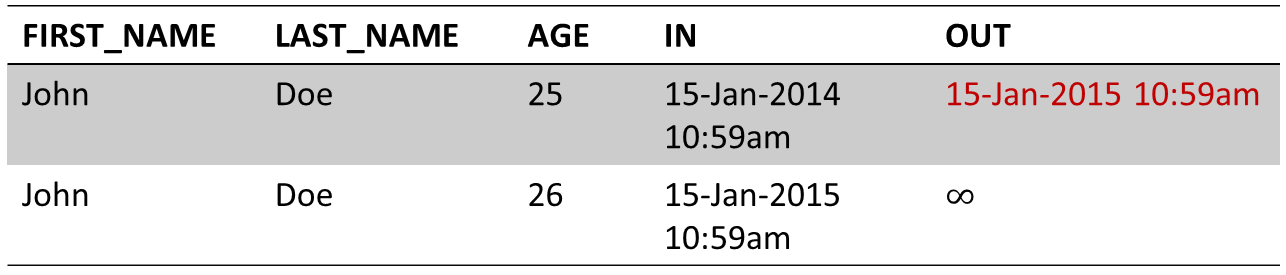 FIRST_NAME LAST_NAME AGE IN OUT
John Doe 25 15-Jan-2014 15-Jan-2015 10:59am
10:59am
John Doe 26 15-Jan-2015 ∞
10:59am